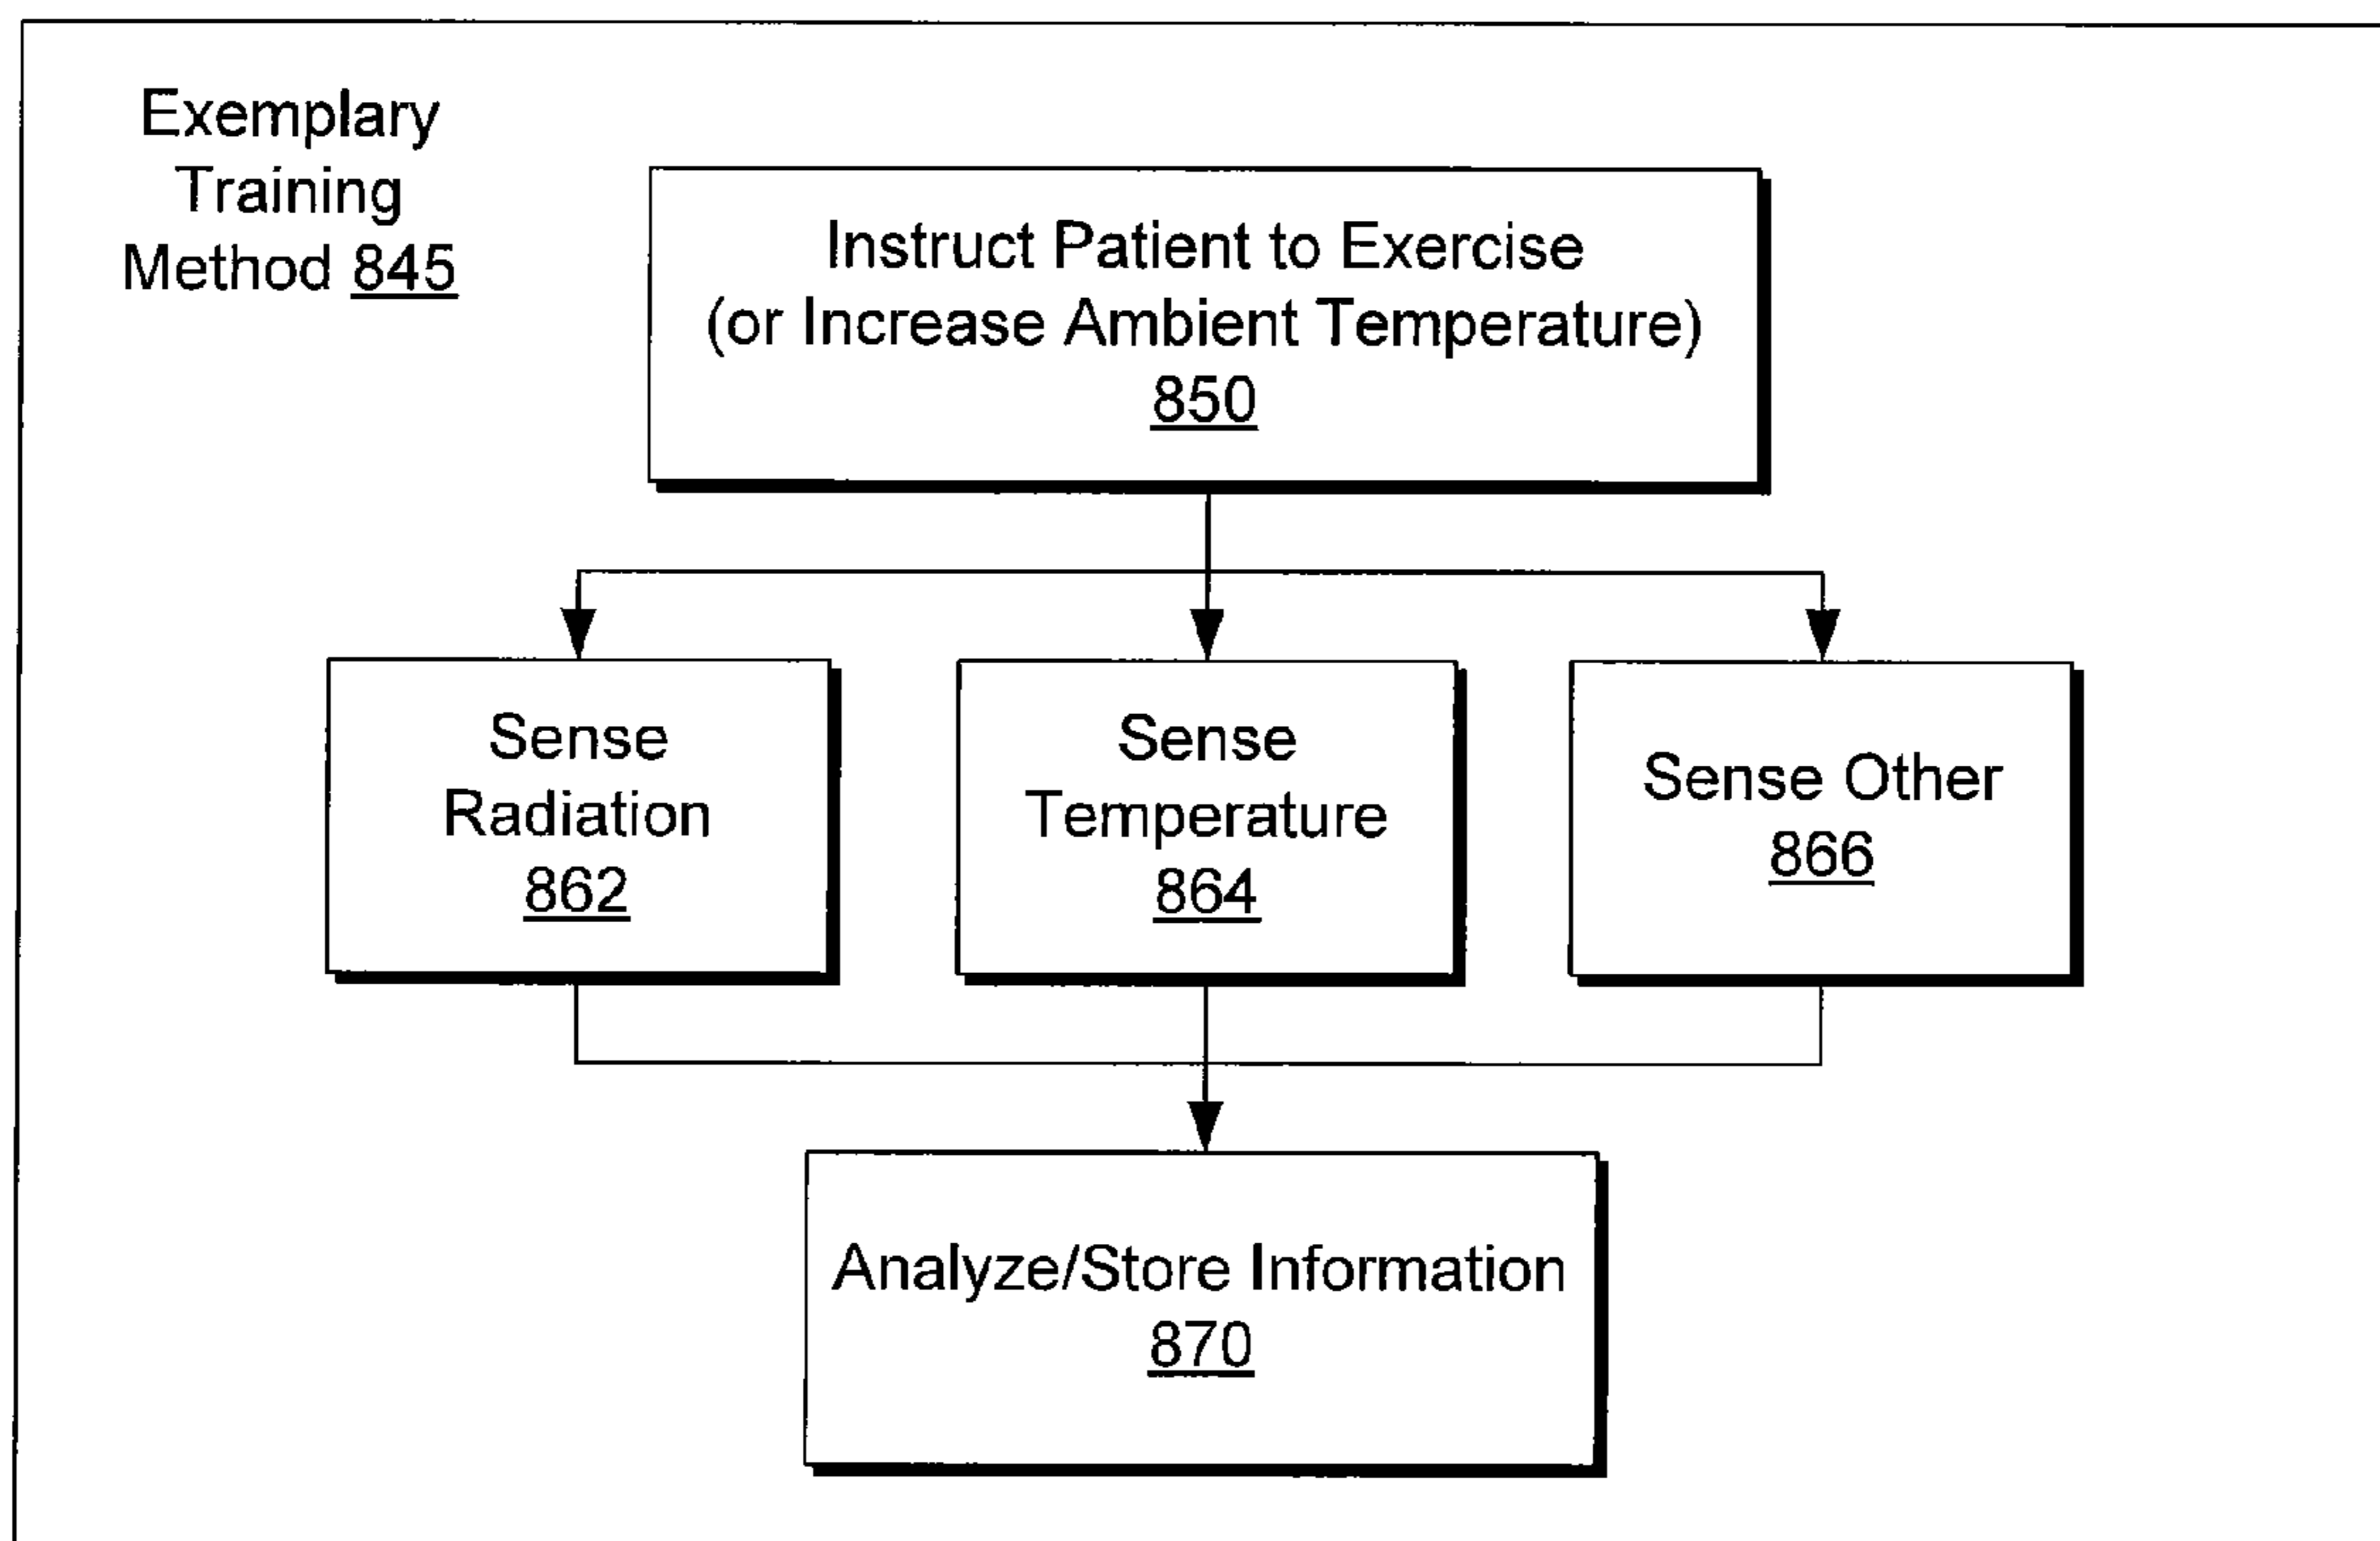 Exemplary
Training
Method 845
Instruct Patient to Exercise
(or Increase Ambient Temperature)
850
Sense
Radiation
862
Sense
Temperature
864
Sense Other
866
Analyze/Store Information
870